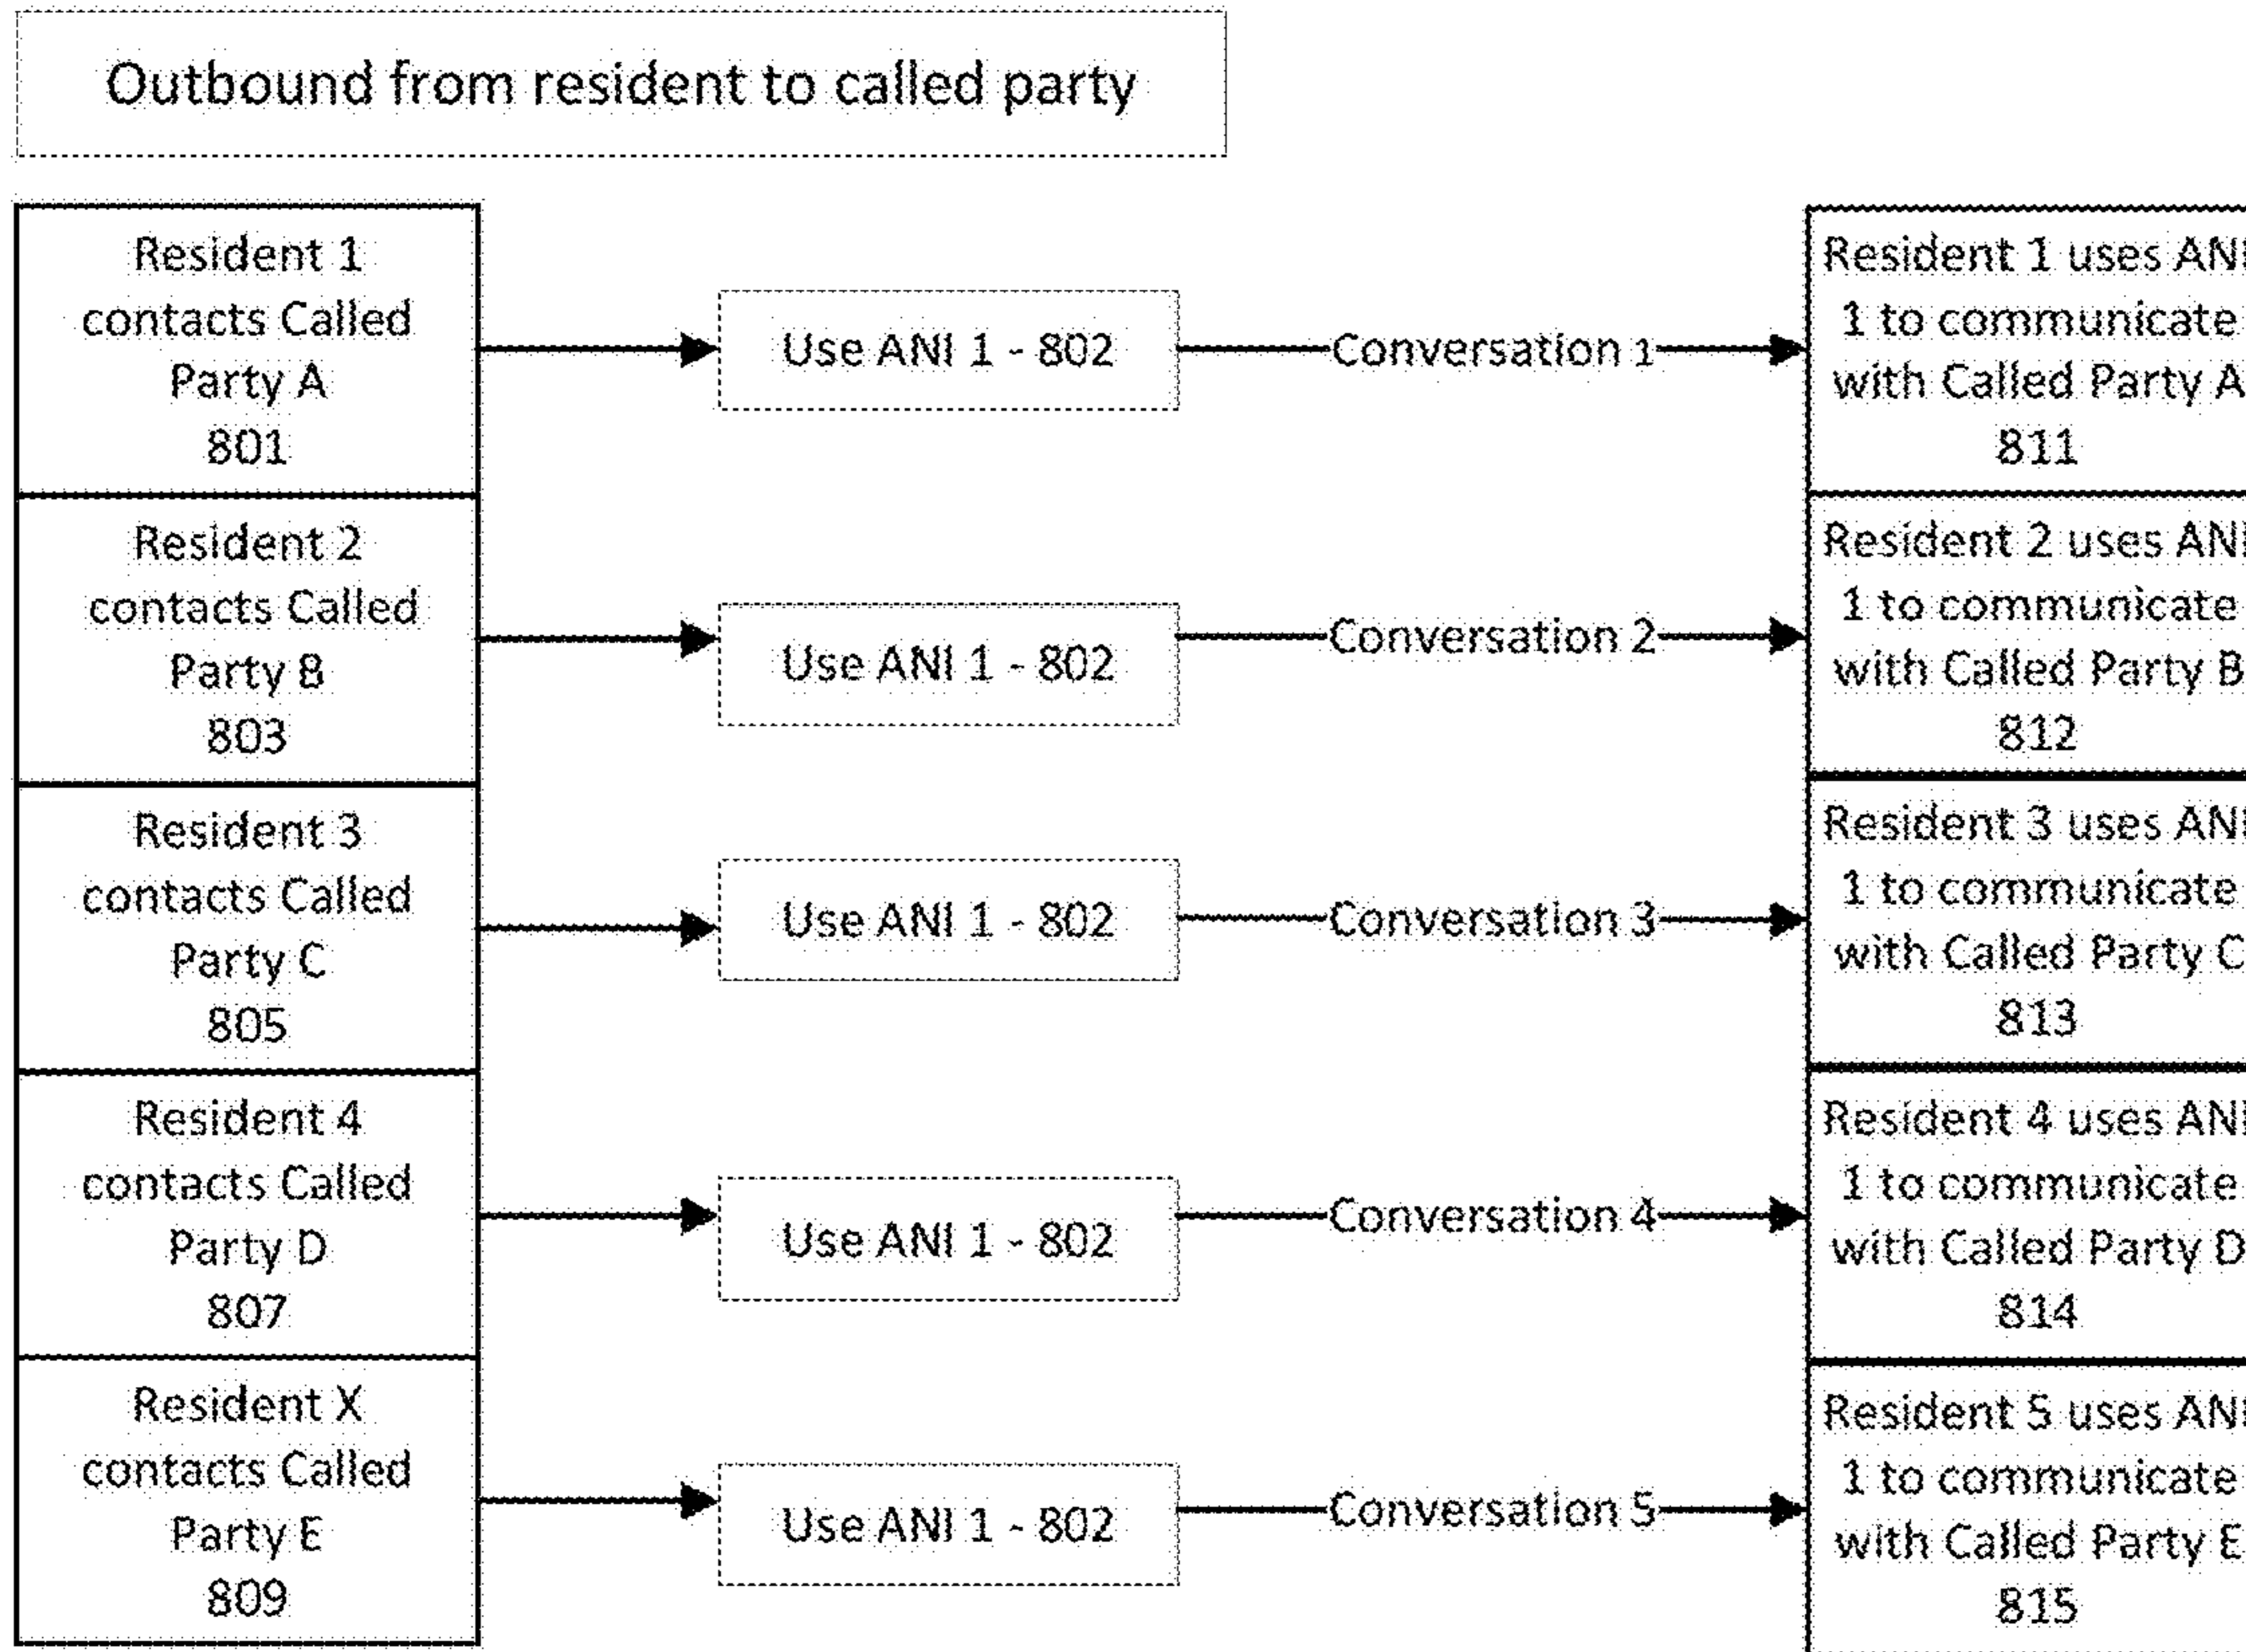 Outbound from resident to called party
Resident 1
contacts Called
Party A
801
Use ANI 1 - 802
Conversation 1
Resident 1 uses ANI
1 to communicate
with Called Party A
811
Resident 2
contacts Called
Party B
803
Use ANI 1 - 802
Conversation 2
Resident 2 uses ANI
1 to communicate
with Called Party B
812
Resident 3
contacts Called
Party C
805
Use ANI 1 - 802
Conversation 3
Resident 3 uses ANI
1 to communicate
with Called Party C
813
Resident 4
contacts Called
Party D
807
Use ANI 1 - 802
Conversation 4
Resident 4 uses ANI
1 to communicate
with Called Party D
814
Resident X
contacts Called
Party E
809
Use ANI 1 - 802
Conversation 5
Resident 5 uses ANI
1 to communicate
with Called Party E
815